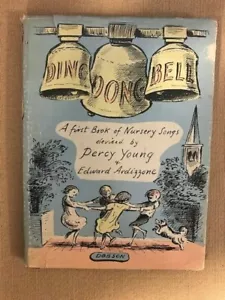 DING
DONG
BELL
A first Book of Nursery Songs
devised by
Percy Young
&
Edward Ardizzone
DOBSON